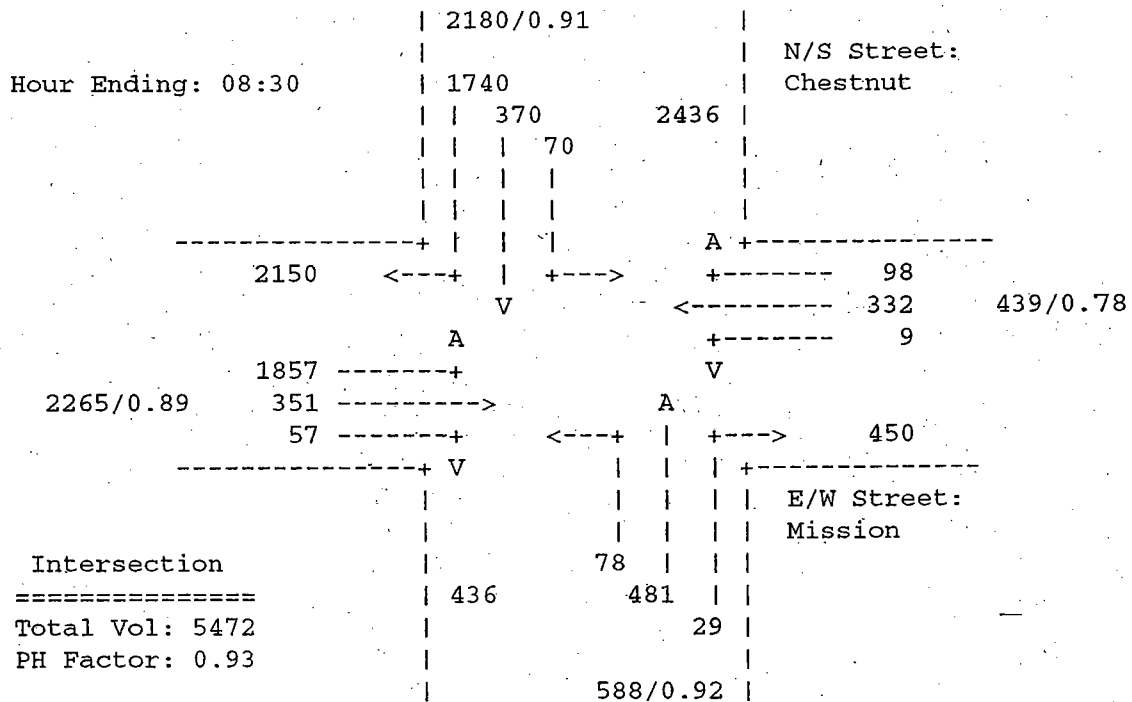 2180/0.91
N/S Street:
Hour Ending: 08:30 1740 Chestnut
370 2436
70
2150 98
332 439/0.78
9
1857
2265/0.89 351
57 450
E/W Street:
Mission
Intersection 78
=============== 436 481
Total Vol: 5472 29
PH Factor: 0.93
588/0.92